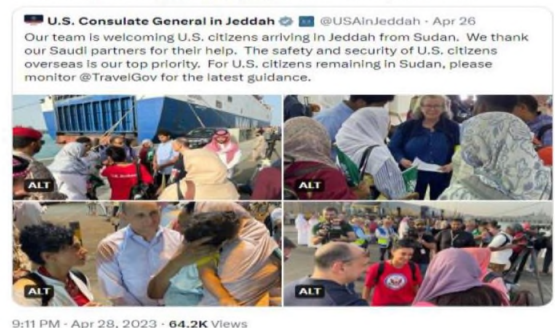 U.S. Consulate General in Jeddah @USAinJeddah · Apr 26
Our team is welcoming U.S. citizens arriving in Jeddah from Sudan. We thank
our Saudi partners for their help. The safety and security of U.S. citizens
overseas is our top priority. For U.S. citizens remaining in Sudan, please
monitor @TravelGov for the latest guidance.
ALT
ALT
ALT
ALT
9:11 PM · Apr 28, 2023 · 64.2K Views